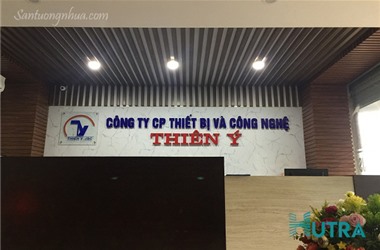 Santuongnhua.com
CÔNG TY CP THIẾT BỊ VÀ CÔNG NGHỆ
THIÊN Ý
HUTRA